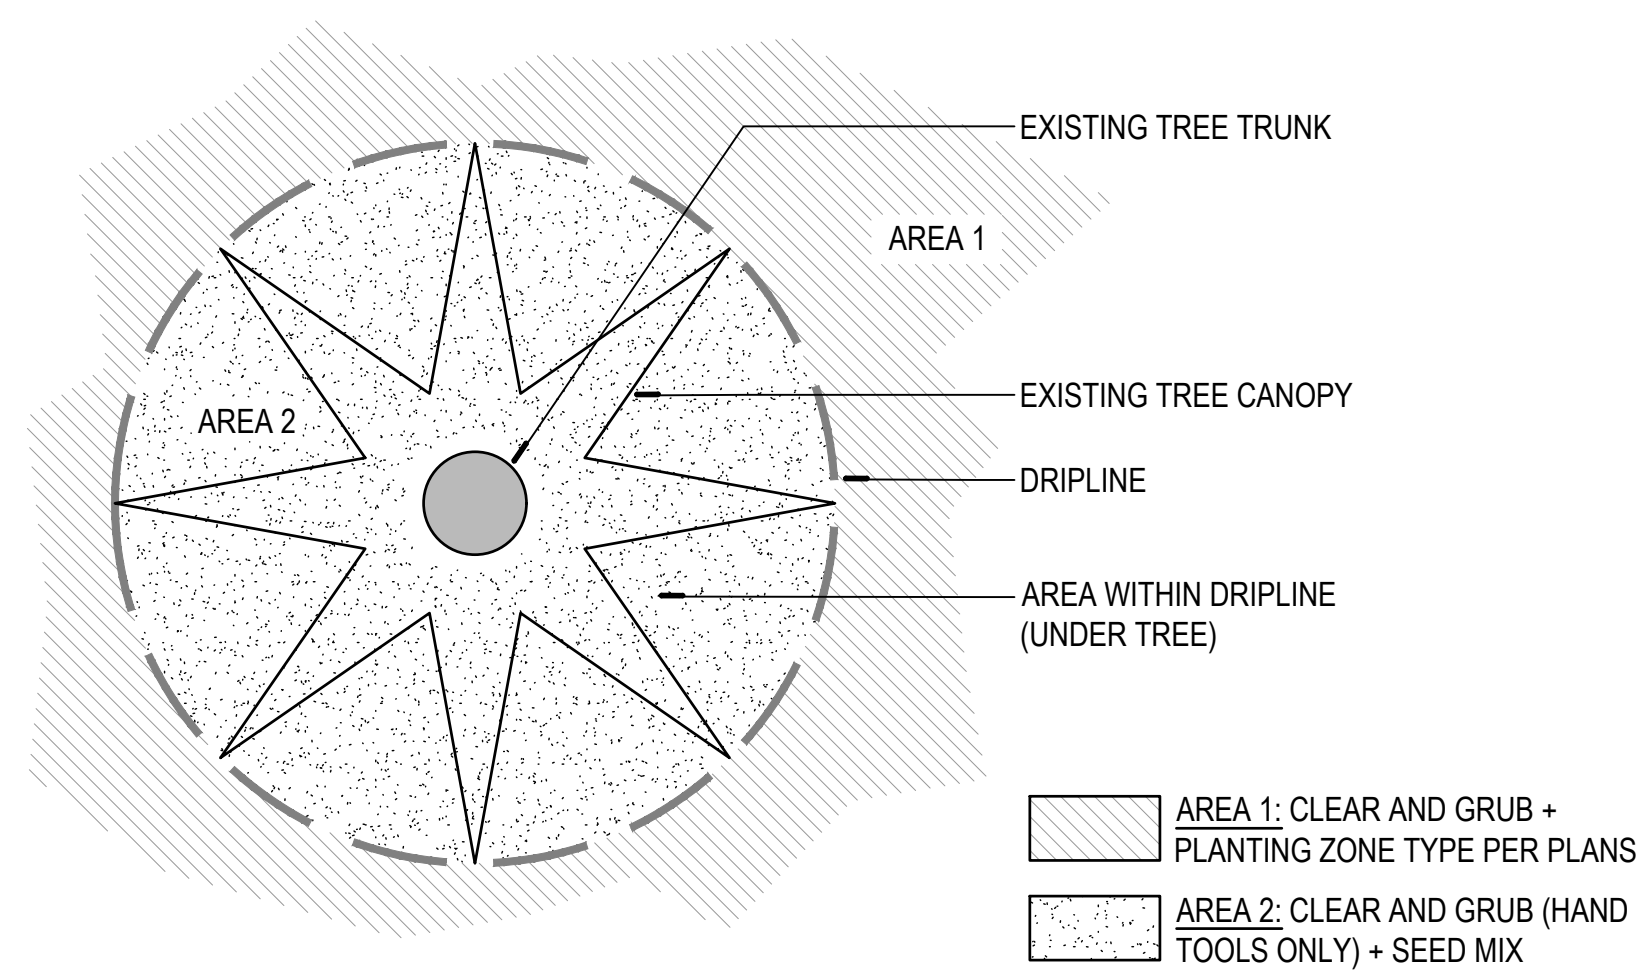 EXISTING TREE TRUNK
AREA 1
EXISTING TREE CANOPY
AREA 2
DRIPLINE
AREA WITHIN DRIPLINE
(UNDER TREE)
AREA 1: CLEAR AND GRUB +
PLANTING ZONE TYPE PER PLANS
AREA 2: CLEAR AND GRUB (HAND
TOOLS ONLY) + SEED MIX